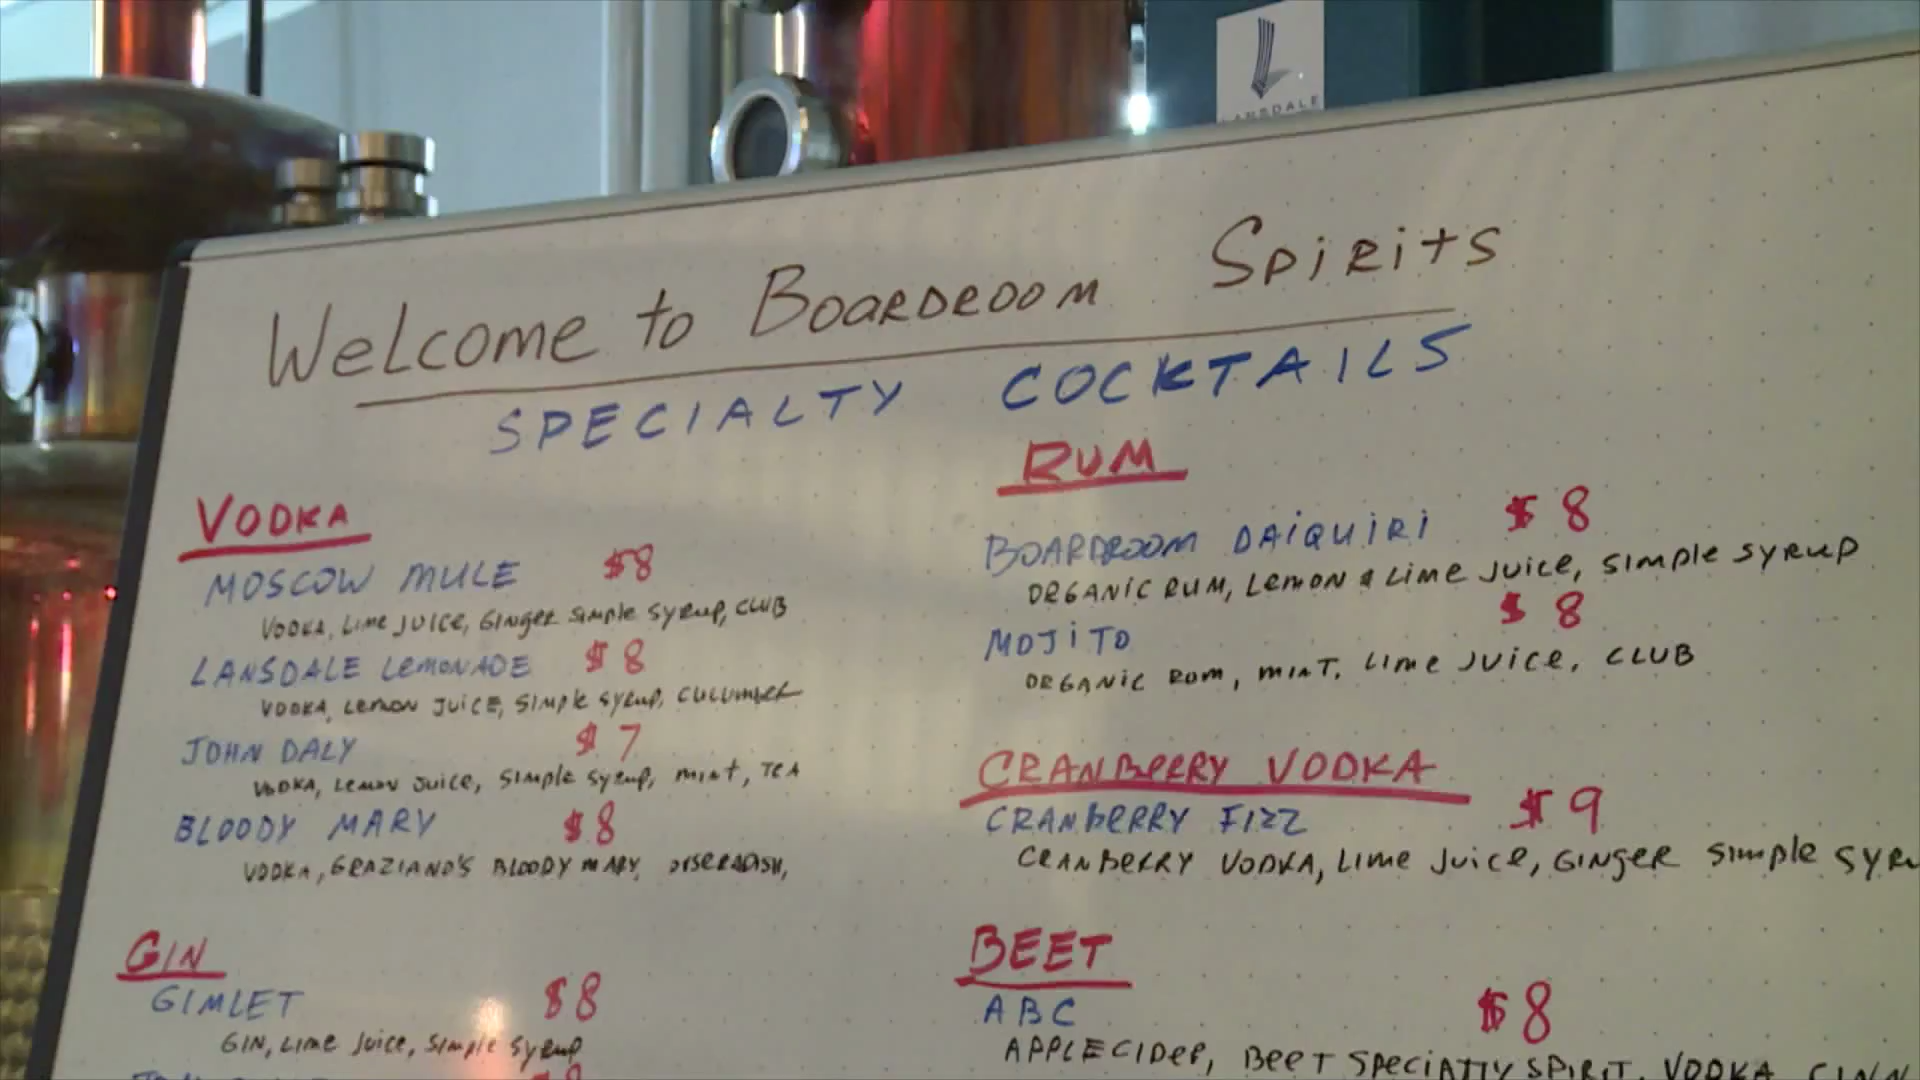 LANSDALE
Welcome to Boardroom Spirits
SPECIALTY COCKTAILS
VODKA
MOSCOW MULE $8
VODKA, Lime JUICE, GINGER Simple Syrup, CLUB
LANSDALE LEMONADE $8
VODKA, Lemon JUICE, Simple Syrup, CUCUMBER
JOHN DALY $7
VODKA, Lemon Juice, Simple Syrup, mint, TEA
BLOODY MARY $8
VODKA, GRAZIANO'S BLOODY MARY,
GIN
GIMLET $8
GIN, Lime Juice, Simple Syrup
RUM
BOARDROOM DAIQUIRI $8
ORGANIC RUM, Lemon & Lime JUICE, Simple Syrup
MOJITO $8
ORGANIC RUM, MINT, Lime JUICE, CLUB
CRANBERRY VODKA
CRANBERRY FIZZ $9
CRANBERRY VODKA, Lime Juice, GINGER Simple Syru
BEET
ABC $8
APPLECIDER, BEET SPECIALTY SPIRIT, VODKA, CINN